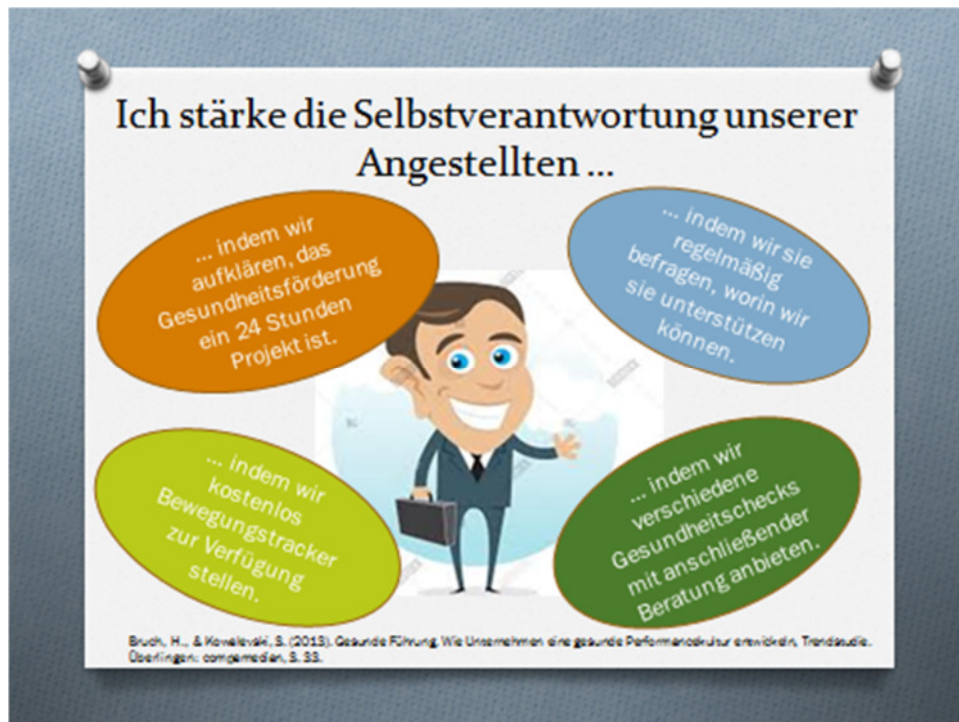 Ich stärke die Selbstverantwortung unserer
Angestellten ...
... indem wir
aufklären, das
Gesundheitsförderung
ein 24 Stunden
Projekt ist.
... indem wir sie
regelmäßig
befragen, worin wir
sie unterstützen
können.
... indem wir
kostenlos
Bewegungstracker
zur Verfügung
stellen.
... indem wir
verschiedene
Gesundheitschecks
mit anschließender
Beratung anbieten.
Bruch, H., & Kowalevski, S. (2013). Gesunde Führung. Wie Unternehmen eine gesunde Performancekultur entwickeln, Trendstudie.
Überlingen: compamedien, S. 33.